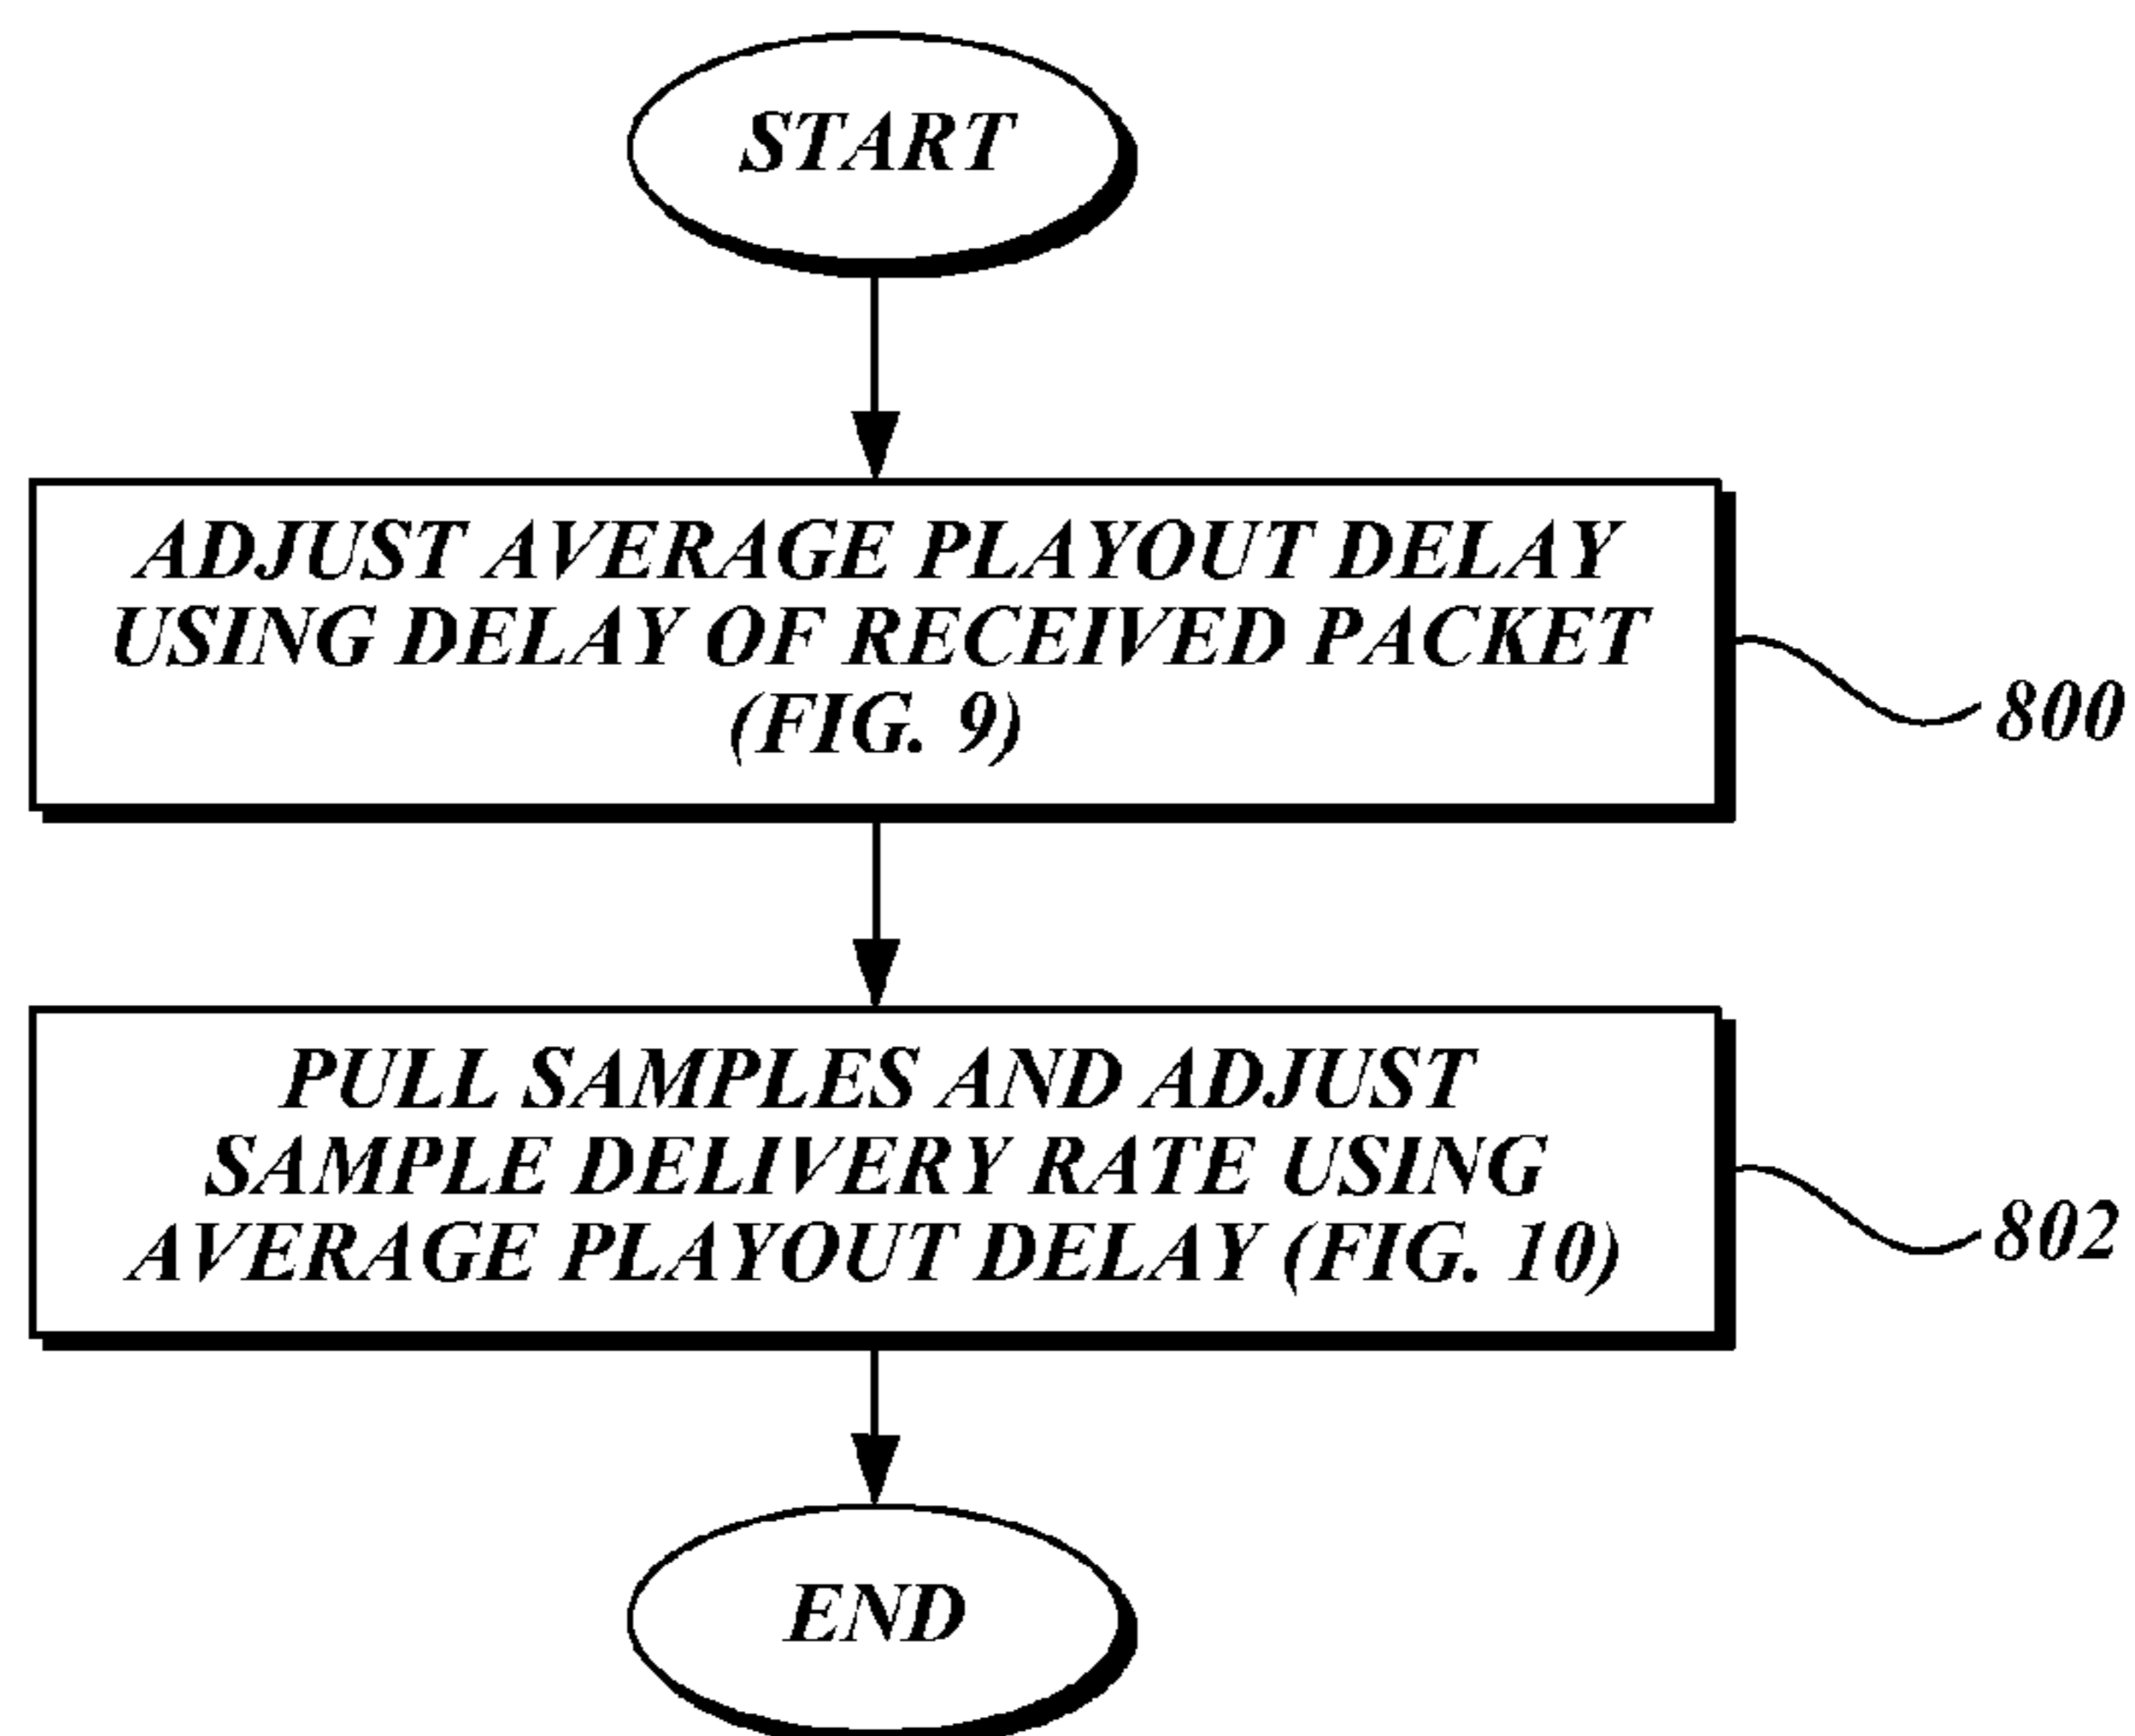 START
ADJUST AVERAGE PLAYOUT DELAY
USING DELAY OF RECEIVED PACKET
(FIG. 9)
800
PULL SAMPLES AND ADJUST
SAMPLE DELIVERY RATE USING
AVERAGE PLAYOUT DELAY (FIG. 10)
802
END